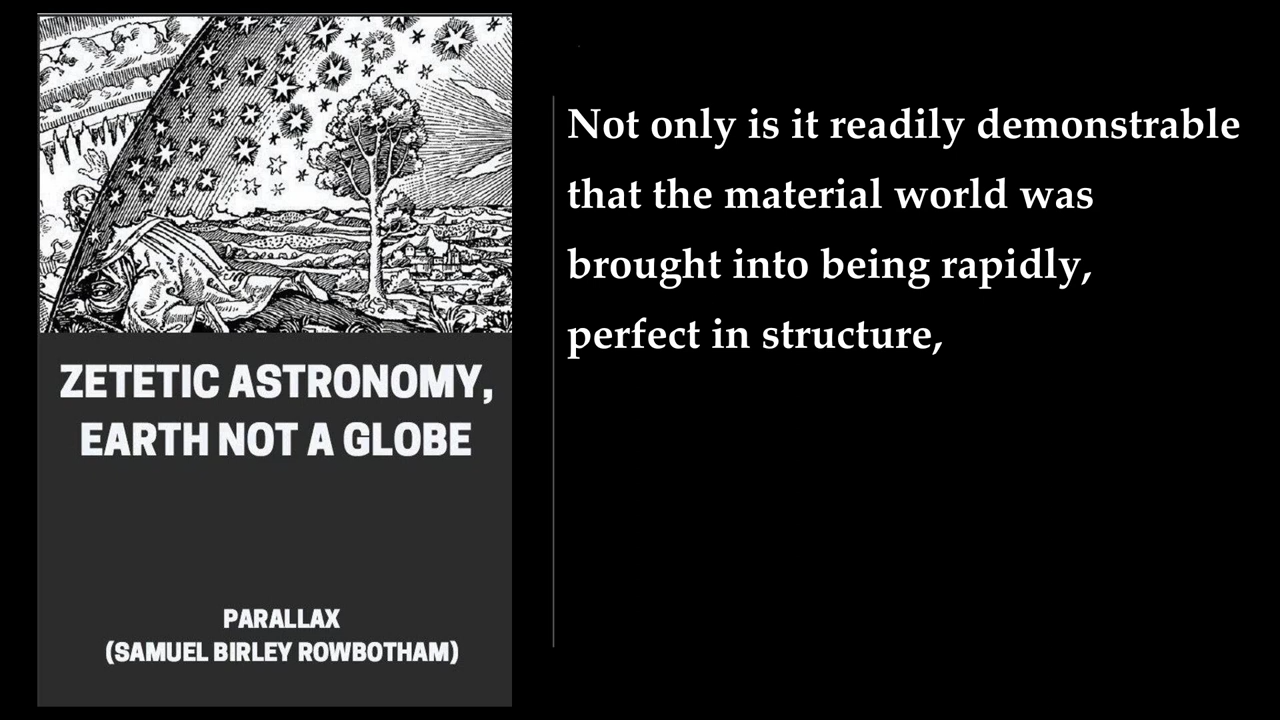 ZETETIC ASTRONOMY,
EARTH NOT A GLOBE
PARALLAX
(SAMUEL BIRLEY ROWBOTHAM)
Not only is it readily demonstrable
that the material world was
brought into being rapidly,
perfect in structure,